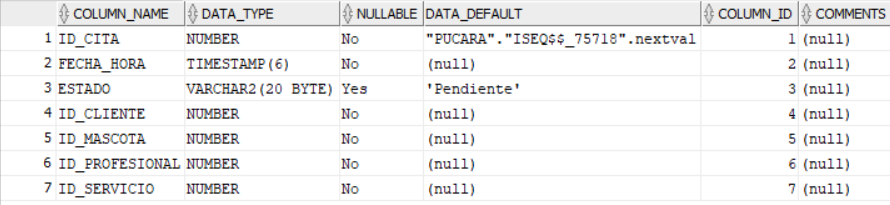 COLUMN_NAME DATA_TYPE NULLABLE DATA_DEFAULT COLUMN_ID COMMENTS
1 ID_CITA NUMBER No "PUCARA"."ISEQ$$_75718".nextval 1 (null)
2 FECHA_HORA TIMESTAMP(6) No (null) 2 (null)
3 ESTADO VARCHAR2(20 BYTE) Yes 'Pendiente' 3 (null)
4 ID_CLIENTE NUMBER No (null) 4 (null)
5 ID_MASCOTA NUMBER No (null) 5 (null)
6 ID_PROFESIONAL NUMBER No (null) 6 (null)
7 ID_SERVICIO NUMBER No (null) 7 (null)